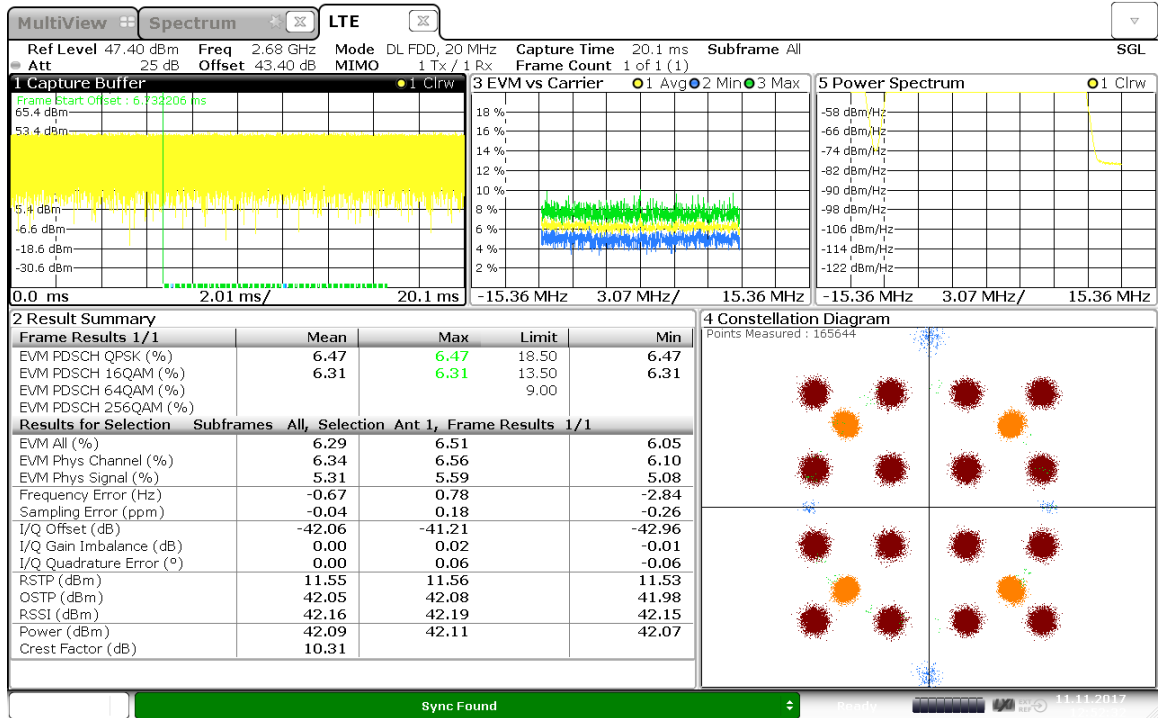 MultiView Spectrum LTE
Ref Level 47.40 dBm Freq 2.68 GHz Mode DL FDD, 20 MHz Capture Time 20.1 ms Subframe All SGL
Att 25 dB Offset 43.40 dB MIMO 1 Tx / 1 Rx Frame Count 1 of 1 (1)
1 Capture Buffer 1 Clrw
Frame Start Offset : 6.732206 ms
65.4 dBm
53.4 dBm
5.4 dBm
-6.6 dBm
-18.6 dBm
-30.6 dBm
0.0 ms 2.01 ms/ 20.1 ms
3 EVM vs Carrier 1 Avg 2 Min 3 Max
18 %
16 %
14 %
12 %
10 %
8 %
6 %
4 %
2 %
-15.36 MHz 3.07 MHz/ 15.36 MHz
5 Power Spectrum 1 Clrw
-58 dBm/Hz
-66 dBm/Hz
-74 dBm/Hz
-82 dBm/Hz
-90 dBm/Hz
-98 dBm/Hz
-106 dBm/Hz
-114 dBm/Hz
-122 dBm/Hz
-15.36 MHz 3.07 MHz/ 15.36 MHz
2 Result Summary
Frame Results 1/1 Mean Max Limit Min
EVM PDSCH QPSK (%) 6.47 6.47 18.50 6.47
EVM PDSCH 16QAM (%) 6.31 6.31 13.50 6.31
EVM PDSCH 64QAM (%) 9.00
EVM PDSCH 256QAM (%)
Results for Selection Subframes All, Selection Ant 1, Frame Results 1/1
EVM All (%) 6.29 6.51 6.05
EVM Phys Channel (%) 6.34 6.56 6.10
EVM Phys Signal (%) 5.31 5.59 5.08
Frequency Error (Hz) -0.67 0.78 -2.84
Sampling Error (ppm) -0.04 0.18 -0.26
I/Q Offset (dB) -42.06 -41.21 -42.96
I/Q Gain Imbalance (dB) 0.00 0.02 -0.01
I/Q Quadrature Error (°) 0.00 0.06 -0.06
RSTP (dBm) 11.55 11.56 11.53
OSTP (dBm) 42.05 42.08 41.98
RSSI (dBm) 42.16 42.19 42.15
Power (dBm) 42.09 42.11 42.07
Crest Factor (dB) 10.31
4 Constellation Diagram
Points Measured : 165644
Sync Found Ready 11.11.2017